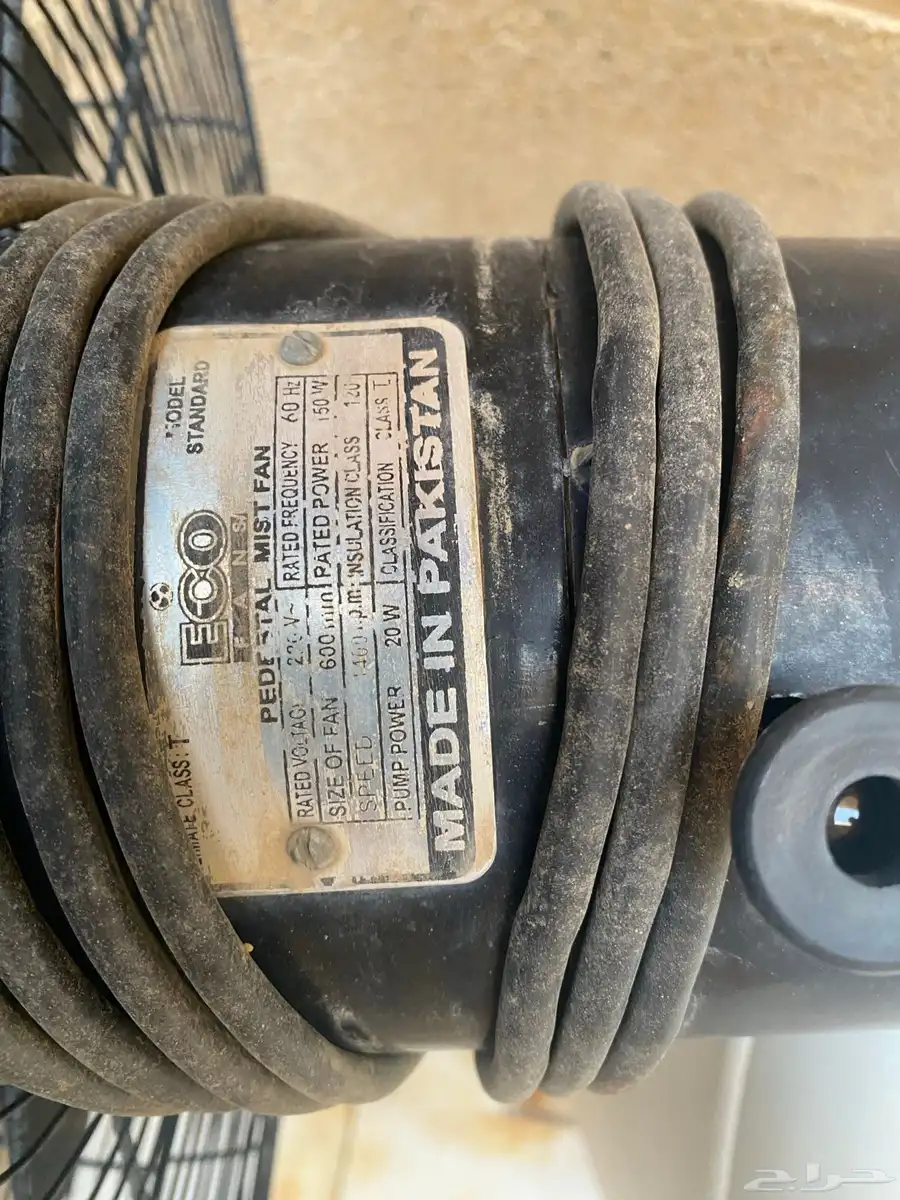 MODEL
STANDARD
ECO
PEDESTAL MIST FAN
RATED VOLTAGE 220 V~ RATED FREQUENCY 60 Hz
SIZE OF FAN 600 mm RATED POWER 150 W
SPEED 1400 r.p.m INSULATION CLASS 120
PUMP POWER 20 W CLASSIFICATION CLASS I
MADE IN PAKISTAN
CLIMATE CLASS: T
حراج